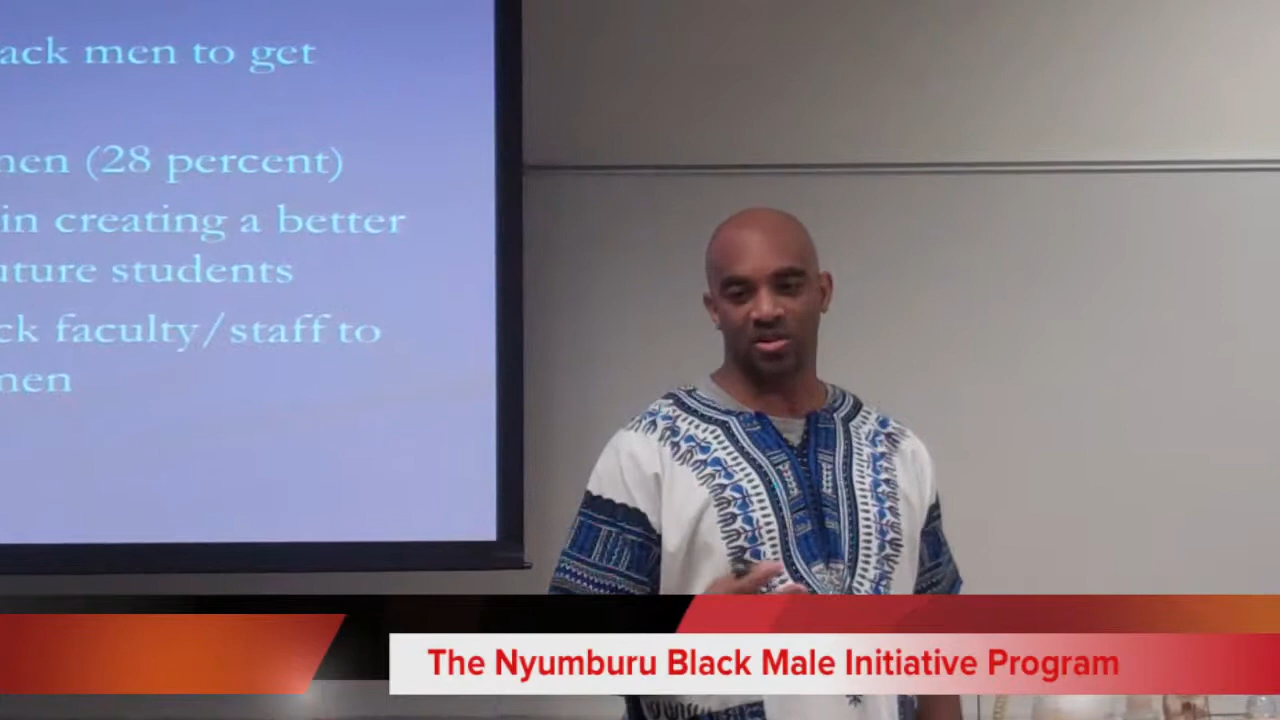 ack men to get
men (28 percent)
in creating a better
uture students
ck faculty/staff to
men
The Nyumburu Black Male Initiative Program